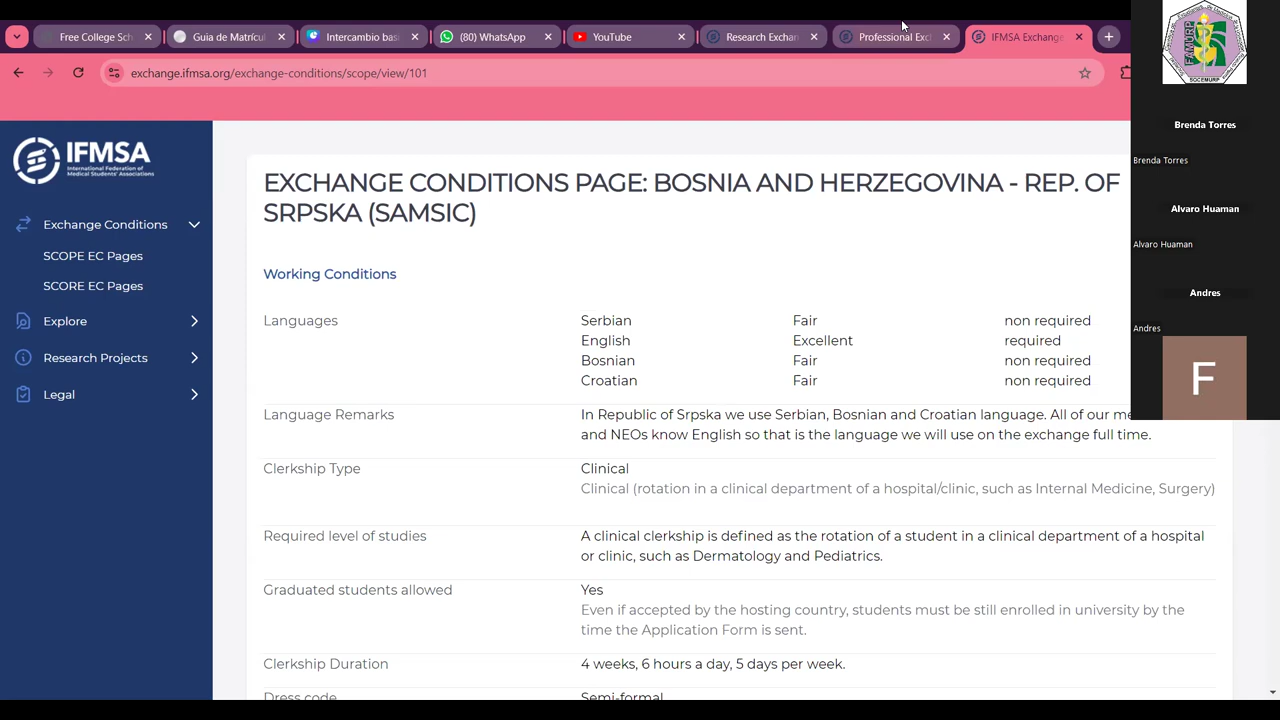 Free College Sch
Guia de Matrícul
Intercambio basi
(80) WhatsApp
YouTube
Research Exchan
Professional Exc
IFMSA Exchange
exchange.ifmsa.org/exchange-conditions/scope/view/101
IFMSA
International Federation of
Medical Students' Associations
Exchange Conditions
SCOPE EC Pages
SCORE EC Pages
Explore
Research Projects
Legal
EXCHANGE CONDITIONS PAGE: BOSNIA AND HERZEGOVINA - REP. OF
SRPSKA (SAMSIC)
Working Conditions
Languages
Serbian Fair non required
English Excellent required
Bosnian Fair non required
Croatian Fair non required
Language Remarks
In Republic of Srpska we use Serbian, Bosnian and Croatian language. All of our me
and NEOs know English so that is the language we will use on the exchange full time.
Clerkship Type
Clinical
Clinical (rotation in a clinical department of a hospital/clinic, such as Internal Medicine, Surgery)
Required level of studies
A clinical clerkship is defined as the rotation of a student in a clinical department of a hospital
or clinic, such as Dermatology and Pediatrics.
Graduated students allowed
Yes
Even if accepted by the hosting country, students must be still enrolled in university by the
time the Application Form is sent.
Clerkship Duration
4 weeks, 6 hours a day, 5 days per week.
Dress code
Semi-formal
FAMURP
SOCEMURP
Brenda Torres
Brenda Torres
Alvaro Huaman
Alvaro Huaman
Andres
Andres
F